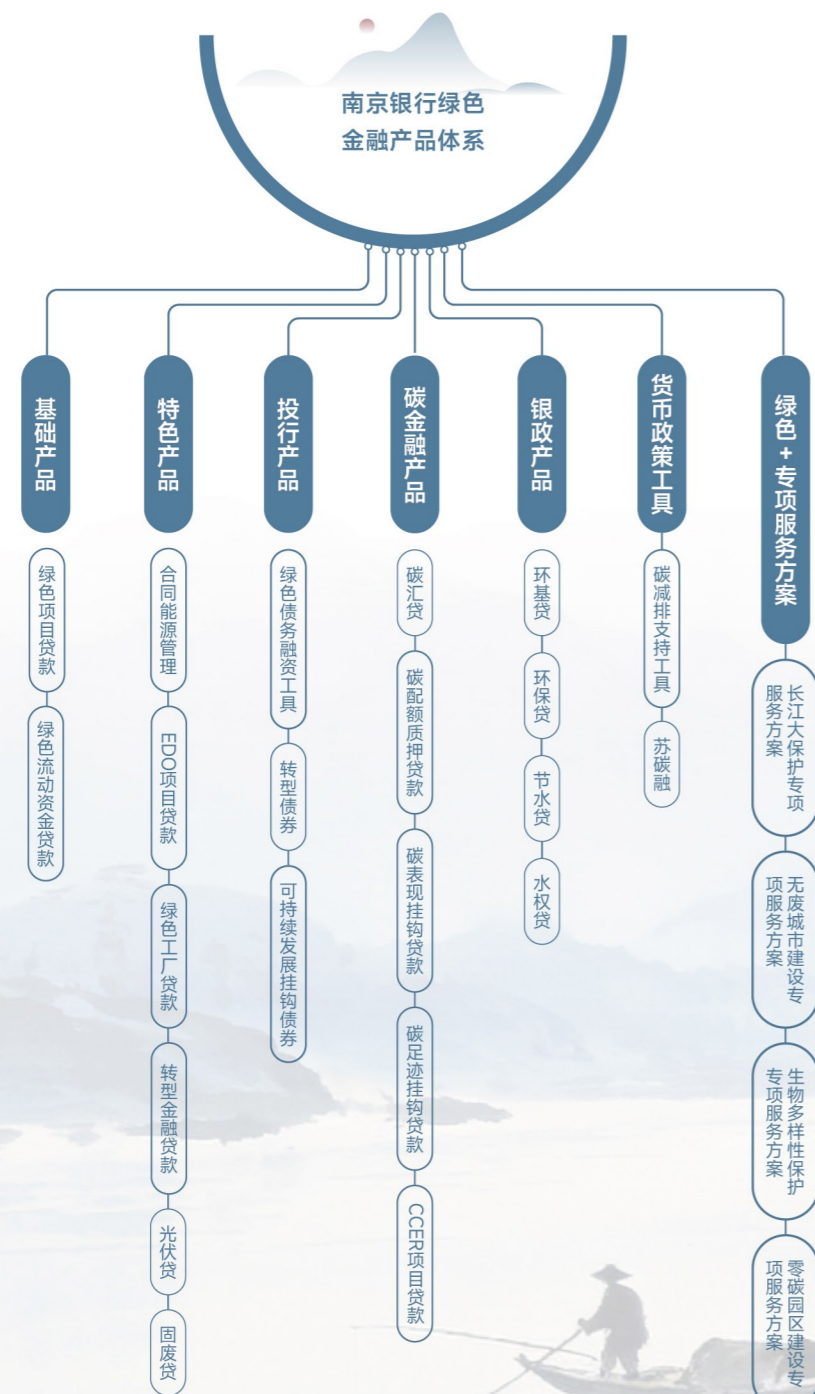 南京银行绿色
金融产品体系
基础产品
绿色项目贷款
绿色流动资金贷款
特色产品
合同能源管理
EDO项目贷款
绿色工厂贷款
转型金融贷款
光伏贷
固废贷
投行产品
绿色债务融资工具
转型债券
可持续发展挂钩债券
碳金融产品
碳汇贷
碳配额质押贷款
碳表现挂钩贷款
碳足迹挂钩贷款
CCER项目贷款
银政产品
环基贷
环保贷
节水贷
水权贷
货币政策工具
碳减排支持工具
苏碳融
绿色+专项服务方案
长江大保护专项
服务方案
无废城市建设专
项服务方案
生物多样性保护
专项服务方案
零碳园区建设专
项服务方案